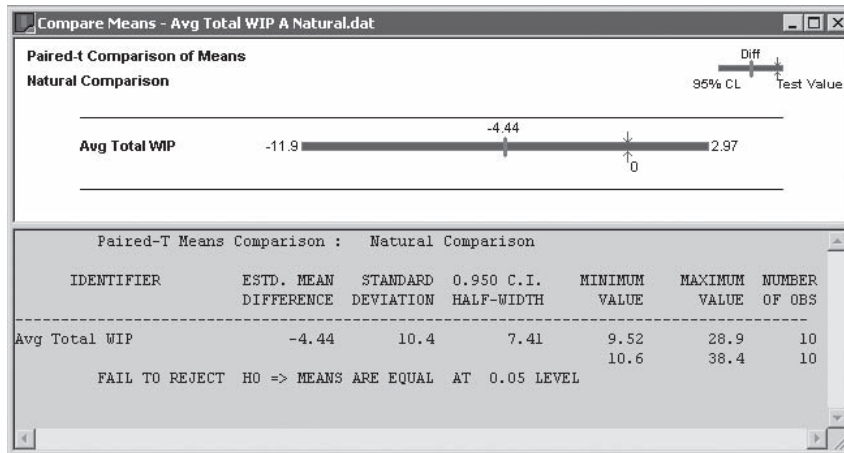 Compare Means - Avg Total WIP A Natural.dat
Paired-t Comparison of Means
Natural Comparison
Diff
95% CL Test Value
Avg Total WIP -11.9 -4.44 0 2.97
Paired-T Means Comparison : Natural Comparison
IDENTIFIER ESTD. MEAN STANDARD 0.950 C.I. MINIMUM MAXIMUM NUMBER
DIFFERENCE DEVIATION HALF-WIDTH VALUE VALUE OF OBS
Avg Total WIP -4.44 10.4 7.41 9.52 28.9 10
10.6 38.4 10
FAIL TO REJECT H0 => MEANS ARE EQUAL AT 0.05 LEVEL